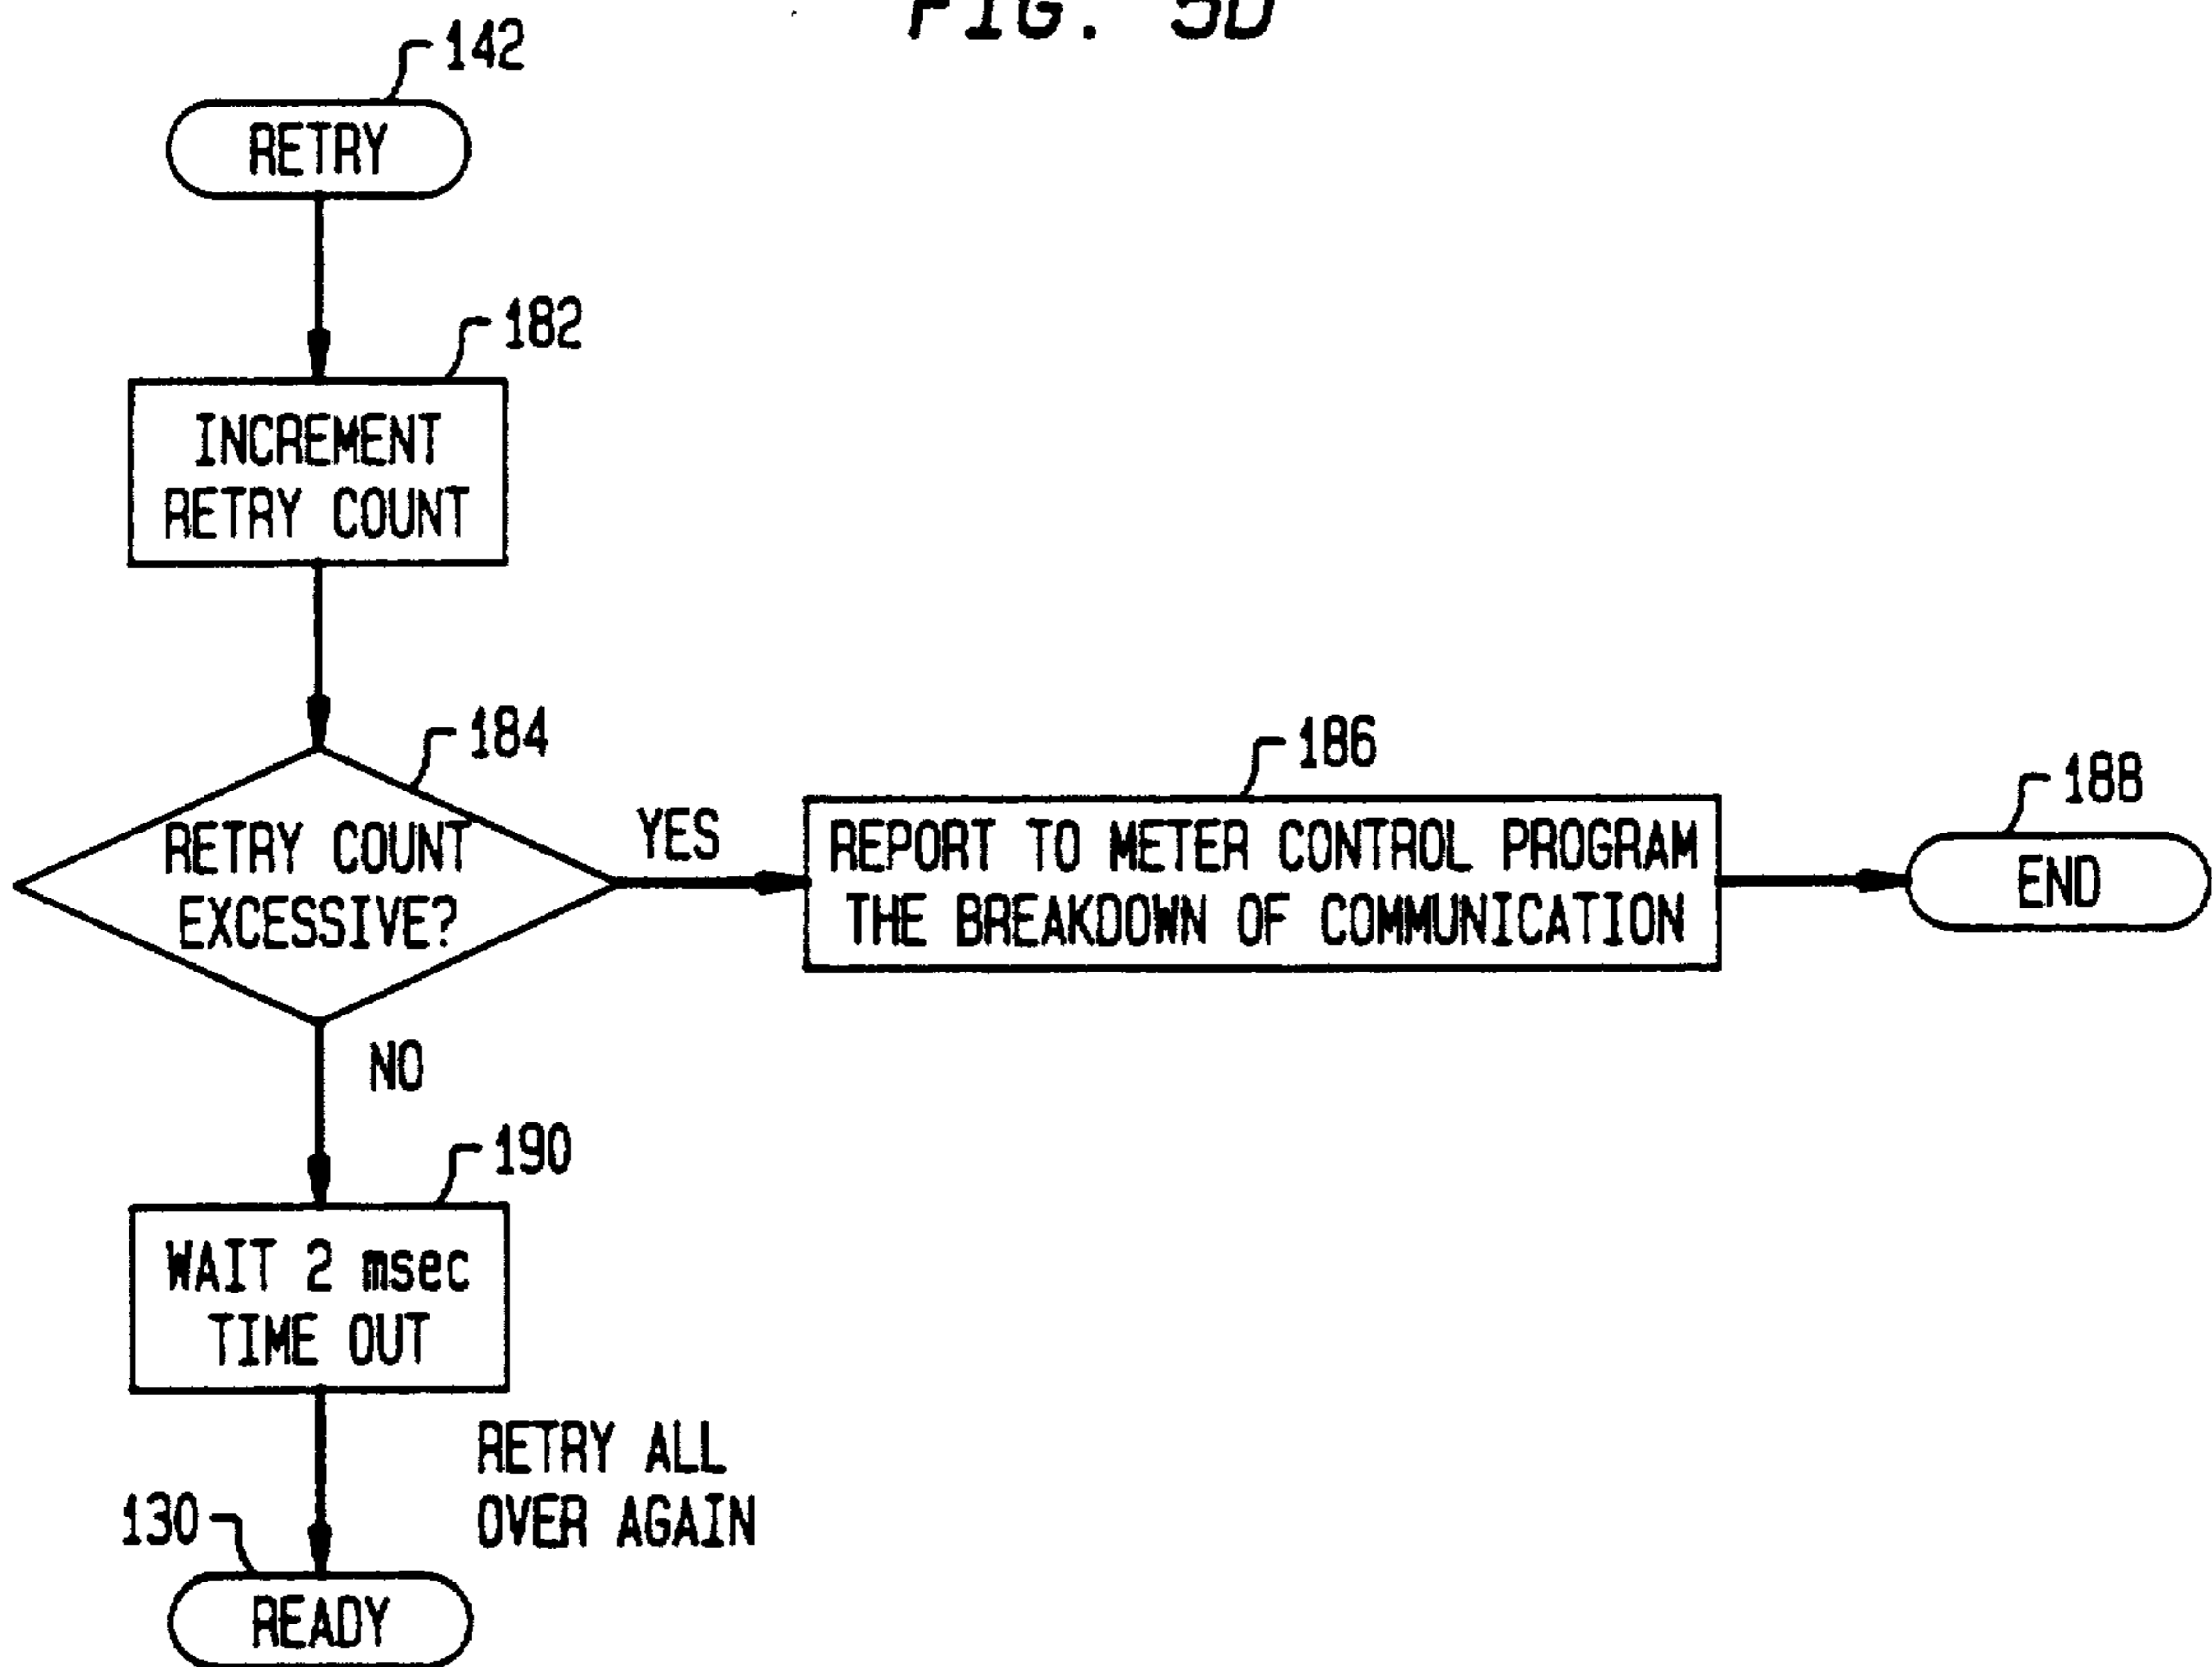 FIG. 5D
142
RETRY
182
INCREMENT
RETRY COUNT
184
RETRY COUNT
EXCESSIVE?
YES
186
REPORT TO METER CONTROL PROGRAM
THE BREAKDOWN OF COMMUNICATION
188
END
NO
190
WAIT 2 msec
TIME OUT
RETRY ALL
OVER AGAIN
130
READY